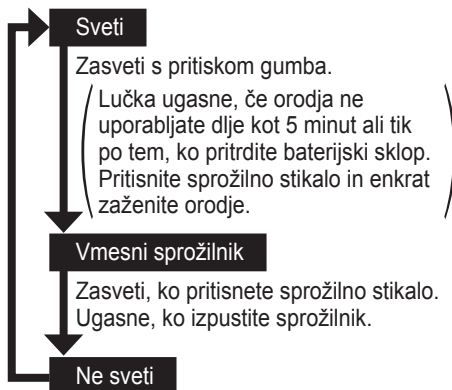 Sveti
Zasveti s pritiskom gumba.
Lučka ugasne, če orodja ne
uporabljate dlje kot 5 minut ali tik
po tem, ko pritrdite baterijski sklop.
Pritisnite sprožilno stikalo in enkrat
zaženite orodje.
Vmesni sprožilnik
Zasveti, ko pritisnete sprožilno stikalo.
Ugasne, ko izpustite sprožilnik.
Ne sveti